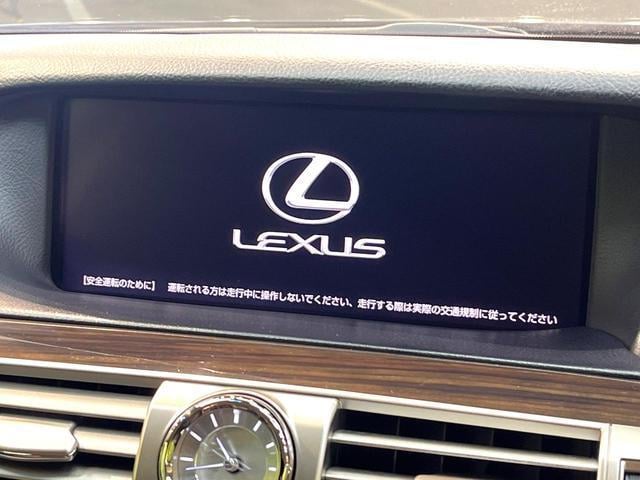 LEXUS
[安全運転のために] 運転される方は走行中に操作しないでください、走行する際は実際の交通規制に従ってください